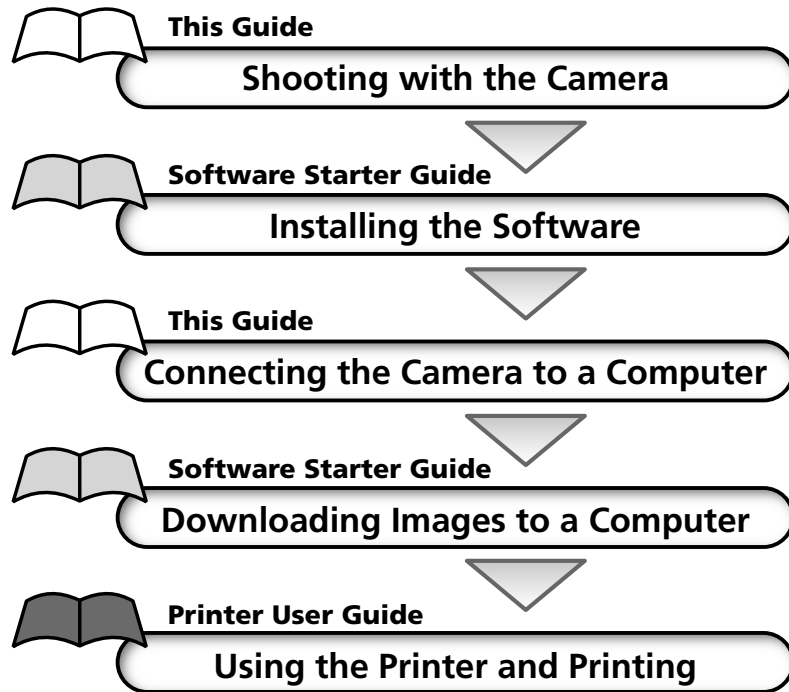 This Guide
Shooting with the Camera
Software Starter Guide
Installing the Software
This Guide
Connecting the Camera to a Computer
Software Starter Guide
Downloading Images to a Computer
Printer User Guide
Using the Printer and Printing